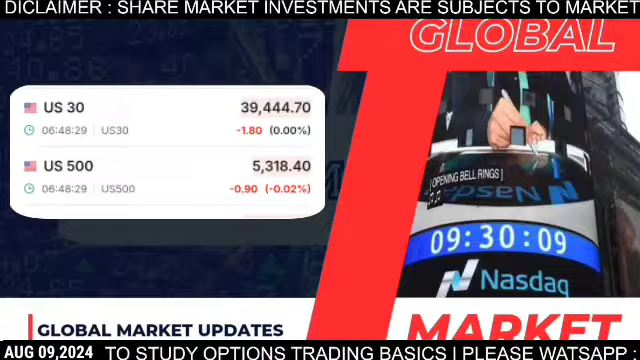 DICLAIMER : SHARE MARKET INVESTMENTS ARE SUBJECTS TO MARKET
GLOBAL
US 30
39,444.70
06:48:29 | US30
-1.80 (0.00%)
US 500
5,318.40
06:48:29 | US500
-0.90 (-0.02%)
[OPENING BELL RINGS]
09:30:09
Nasdaq
GLOBAL MARKET UPDATES
MARKET
AUG 09,2024
TO STUDY OPTIONS TRADING BASICS | PLEASE WATSAPP .